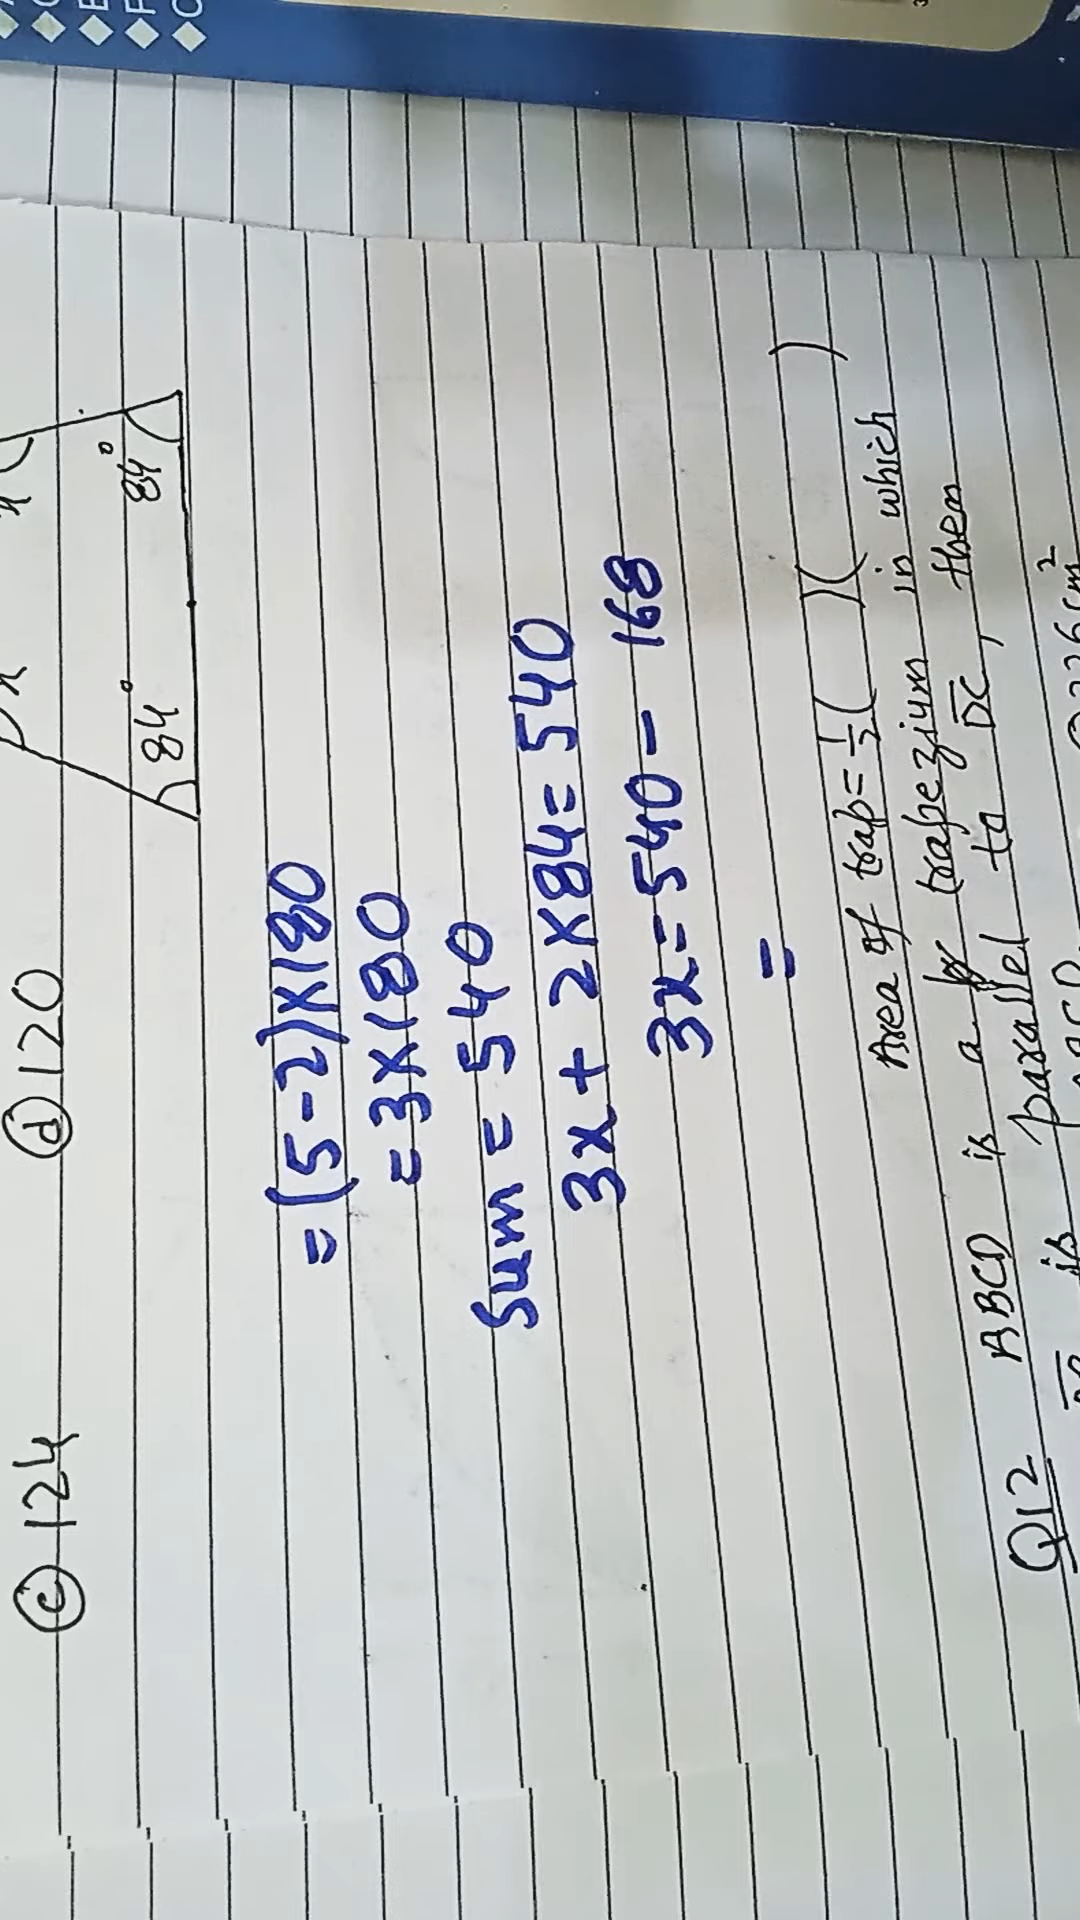 x x
84° 84°
ⓒ 124 ⓓ 120
= (5-2)×180
= 3×180
Sum = 540
3x + 2×84 = 540
3x = 540 - 168
=
Area of trap = 1/2 ( )( )
Q12 ABCD is a trapezium in which
is parallel to DC, then